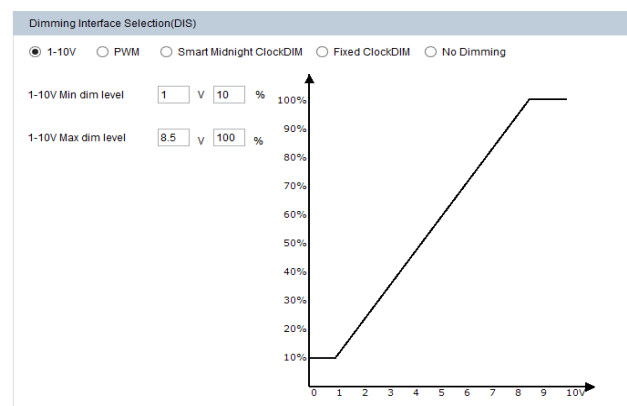 Dimming Interface Selection(DIS)
1-10V PWM Smart Midnight ClockDIM Fixed ClockDIM No Dimming
1-10V Min dim level 1 V 10 %
1-10V Max dim level 8.5 V 100 %
100%
90%
80%
70%
60%
50%
40%
30%
20%
10%
0 1 2 3 4 5 6 7 8 9 10V